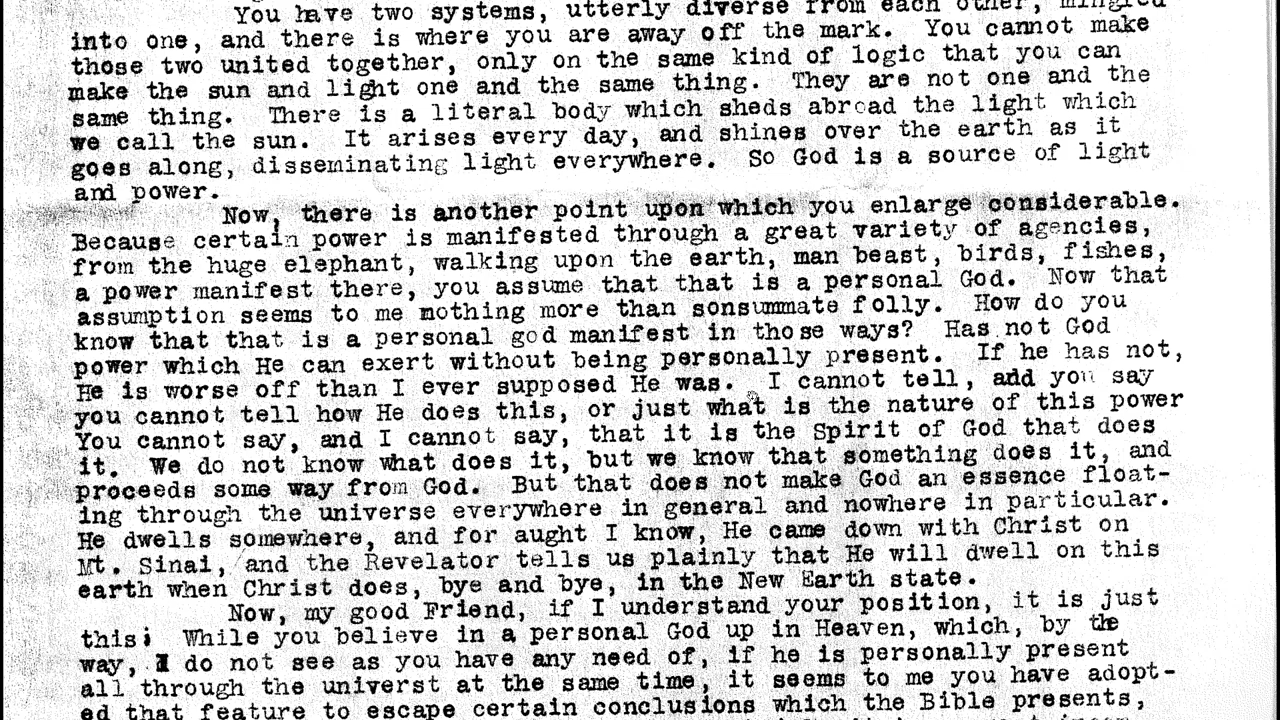 You have two systems, utterly diverse from each other, mingled
into one, and there is where you are away off the mark. You cannot make
those two united together, only on the same kind of logic that you can
make the sun and light one and the same thing. They are not one and the
same thing. There is a literal body which sheds abroad the light which
we call the sun. It arises every day, and shines over the earth as it
goes along, disseminating light everywhere. So God is a source of light
and power.
Now, there is another point upon which you enlarge considerable.
Because certain power is manifested through a great variety of agencies,
from the huge elephant, walking upon the earth, man beast, birds, fishes,
a power manifest there, you assume that that is a personal God. Now that
assumption seems to me nothing more than sonsummate folly. How do you
know that that is a personal god manifest in those ways? Has not God
power which He can exert without being personally present. If he has not,
He is worse off than I ever supposed He was. I cannot tell, add you say
you cannot tell how He does this, or just what is the nature of this power
You cannot say, and I cannot say, that it is the Spirit of God that does
it. We do not know what does it, but we know that something does it, and
proceeds some way from God. But that does not make God an essence float-
ing through the universe everywhere in general and nowhere in particular.
He dwells somewhere, and for aught I know, He came down with Christ on
Mt. Sinai, and the Revelator tells us plainly that He will dwell on this
earth when Christ does, bye and bye, in the New Earth state.
Now, my good Friend, if I understand your position, it is just
this; While you believe in a personal God up in Heaven, which, by the
way, I do not see as you have any need of, if he is personally present
all through the universt at the same time, it seems to me you have adopt-
ed that feature to escape certain conclusions which the Bible presents,